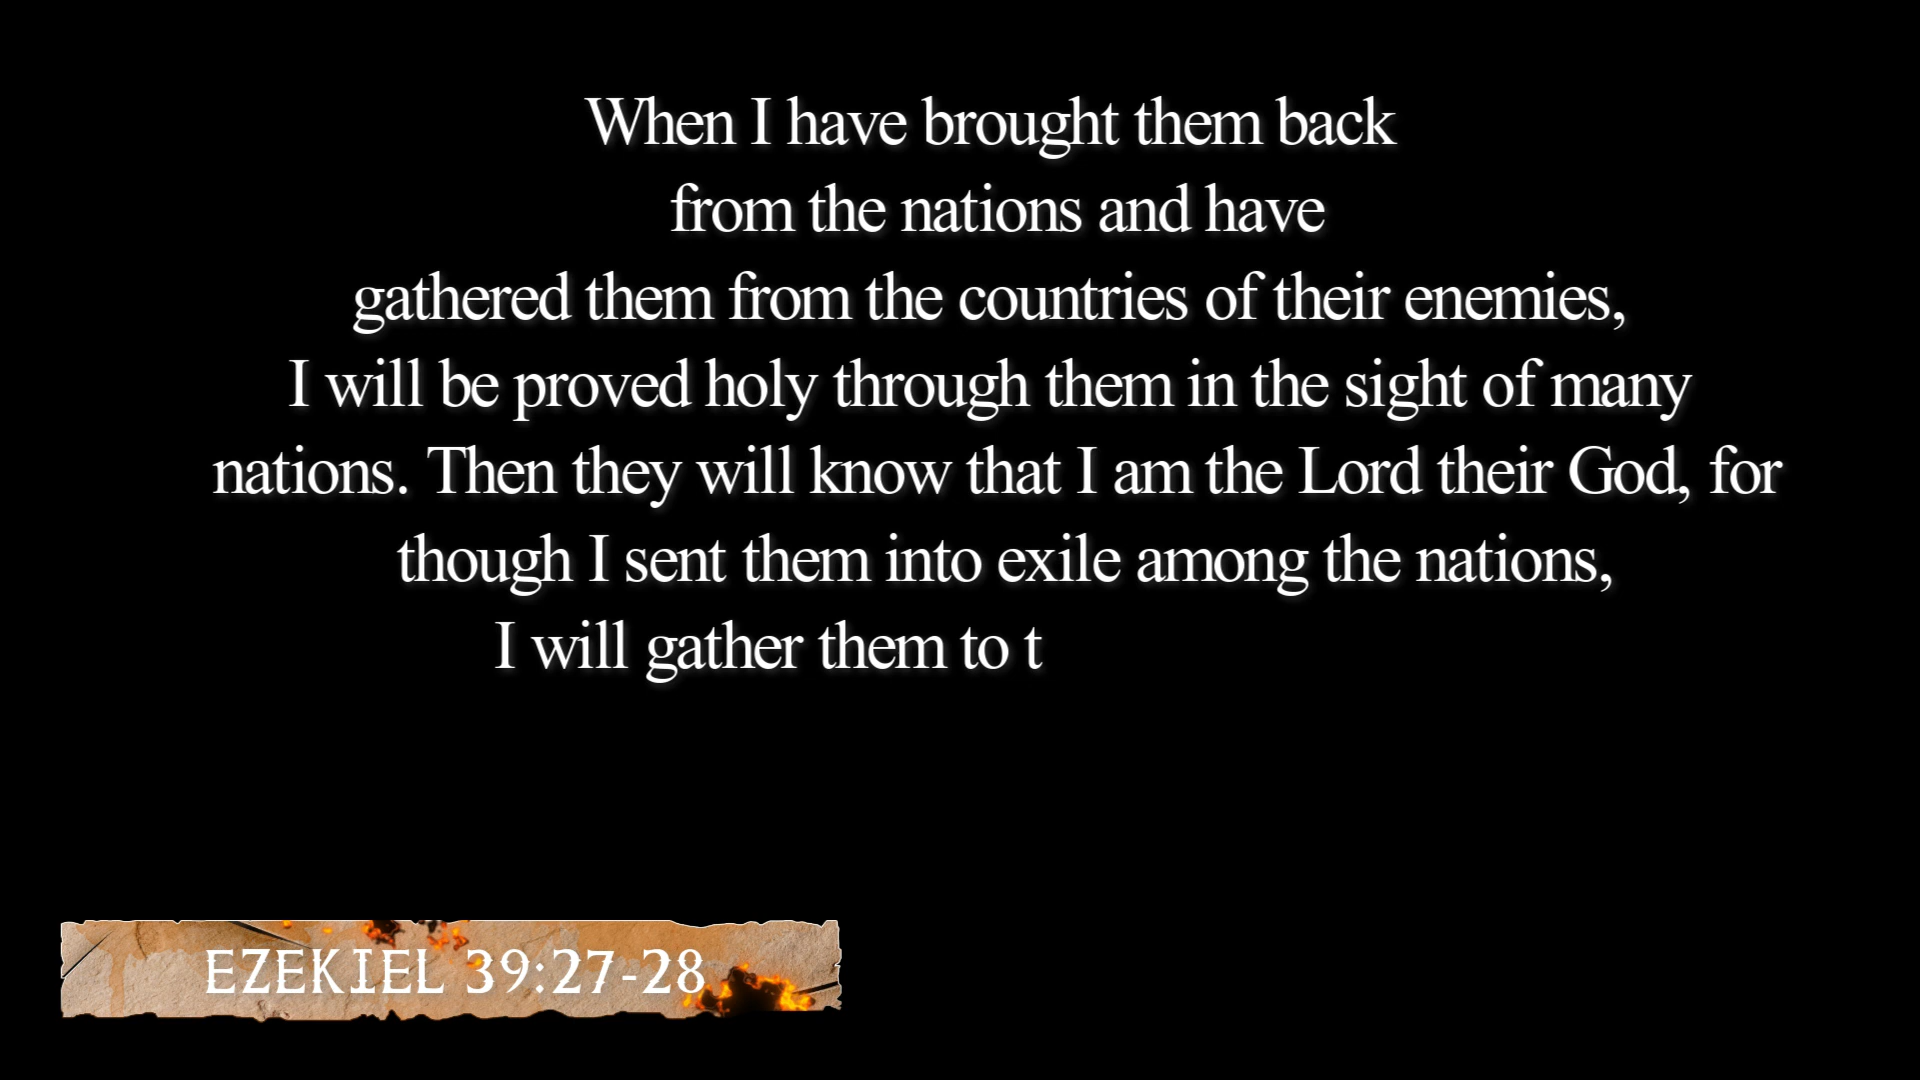 When I have brought them back
from the nations and have
gathered them from the countries of their enemies,
I will be proved holy through them in the sight of many
nations. Then they will know that I am the Lord their God, for
though I sent them into exile among the nations,
I will gather them to t
EZEKIEL 39:27-28